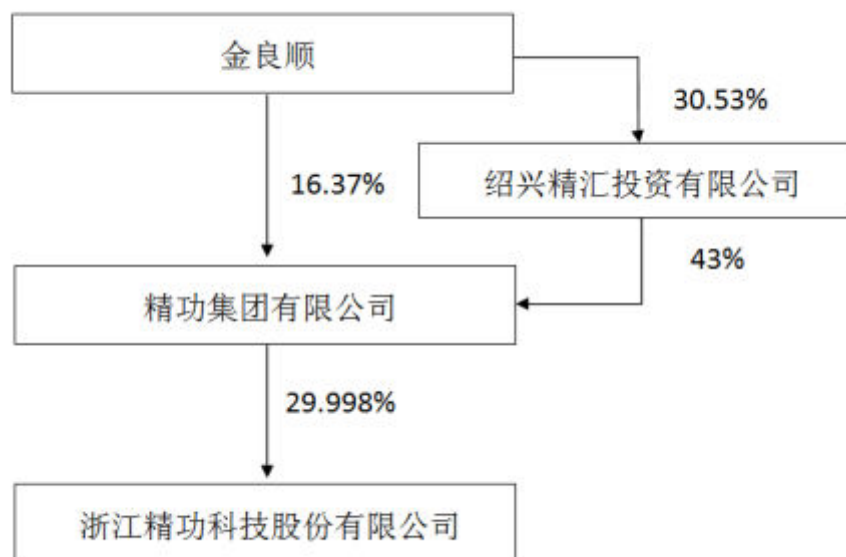 金良顺
30.53%
16.37%
绍兴精汇投资有限公司
43%
精功集团有限公司
29.998%
浙江精功科技股份有限公司